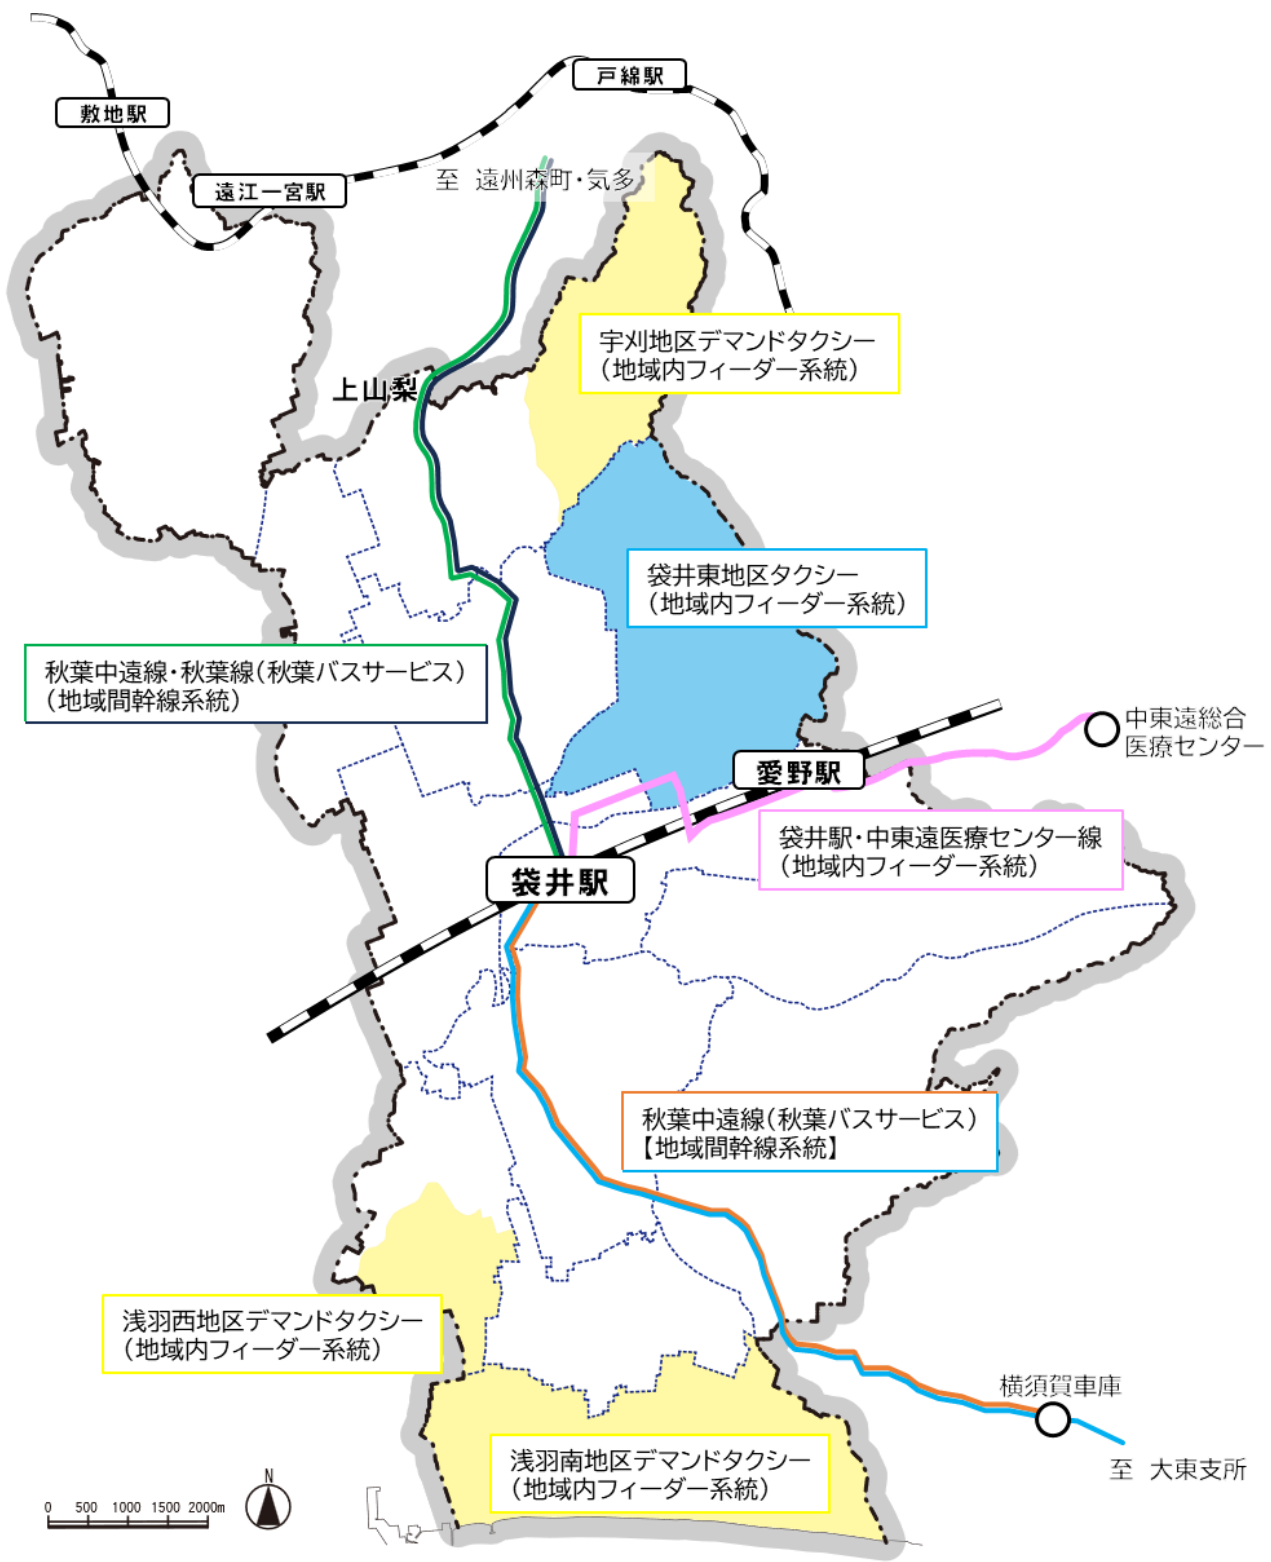 戸綿駅
敷地駅
遠江一宮駅
至 遠州森町・気多
宇刈地区デマンドタクシー
(地域内フィーダー系統)
上山梨
袋井東地区タクシー
(地域内フィーダー系統)
秋葉中遠線・秋葉線(秋葉バスサービス)
(地域間幹線系統)
中東遠総合
医療センター
愛野駅
袋井駅・中東遠医療センター線
(地域内フィーダー系統)
袋井駅
秋葉中遠線(秋葉バスサービス)
【地域間幹線系統】
浅羽西地区デマンドタクシー
(地域内フィーダー系統)
横須賀車庫
浅羽南地区デマンドタクシー
(地域内フィーダー系統)
至 大東支所
N
0 500 1000 1500 2000m